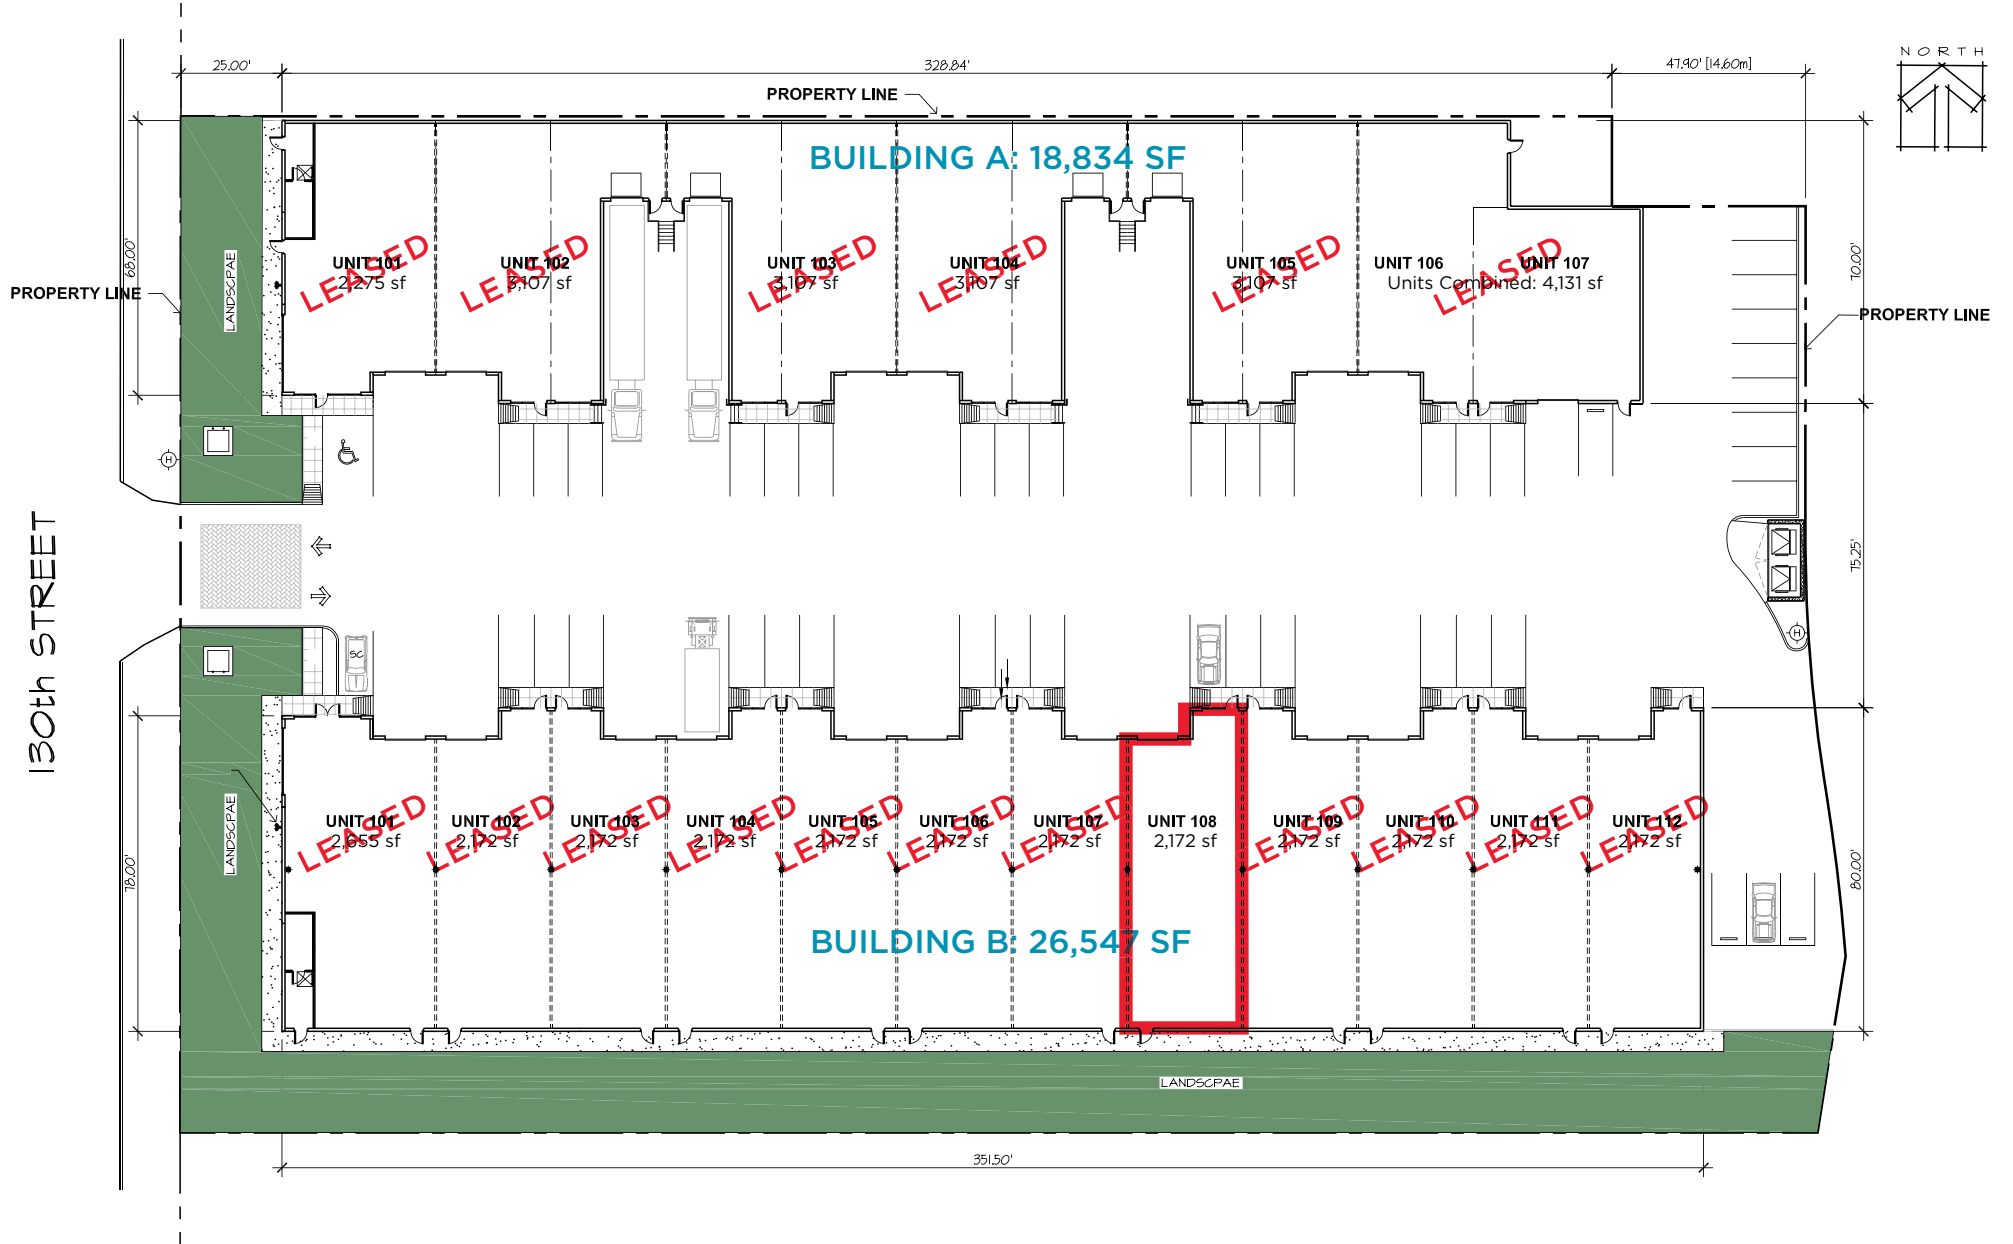 NORTH
25.00'
328.84'
47.90' [14.60m]
PROPERTY LINE
BUILDING A: 18,834 SF
68.00'
70.00'
LANDSCPAE
PROPERTY LINE
PROPERTY LINE
UNIT 101
2,275 sf
LEASED
UNIT 102
3,107 sf
LEASED
UNIT 103
3,107 sf
LEASED
UNIT 104
3,107 sf
LEASED
UNIT 105
3,107 sf
LEASED
UNIT 106
UNIT 107
Units Combined: 4,131 sf
LEASED
H
130th STREET
75.25'
H
SC
UNIT 101
2,655 sf
LEASED
UNIT 102
2,172 sf
LEASED
UNIT 103
2,172 sf
LEASED
UNIT 104
2,172 sf
LEASED
UNIT 105
2,172 sf
LEASED
UNIT 106
2,172 sf
LEASED
UNIT 107
2,172 sf
LEASED
UNIT 108
2,172 sf
UNIT 109
2,172 sf
LEASED
UNIT 110
2,172 sf
LEASED
UNIT 111
2,172 sf
LEASED
UNIT 112
2,172 sf
LEASED
LANDSCPAE
78.00'
80.00'
BUILDING B: 26,547 SF
LANDSCPAE
351.50'